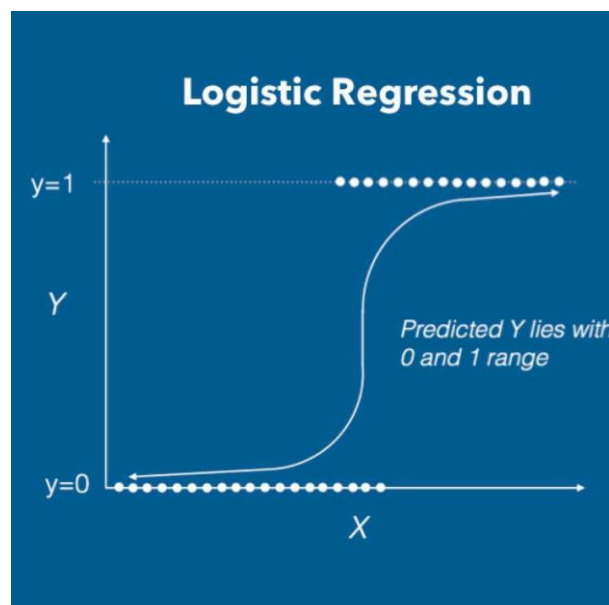 Logistic Regression
y=1
Y
Predicted Y lies with
0 and 1 range
y=0
X